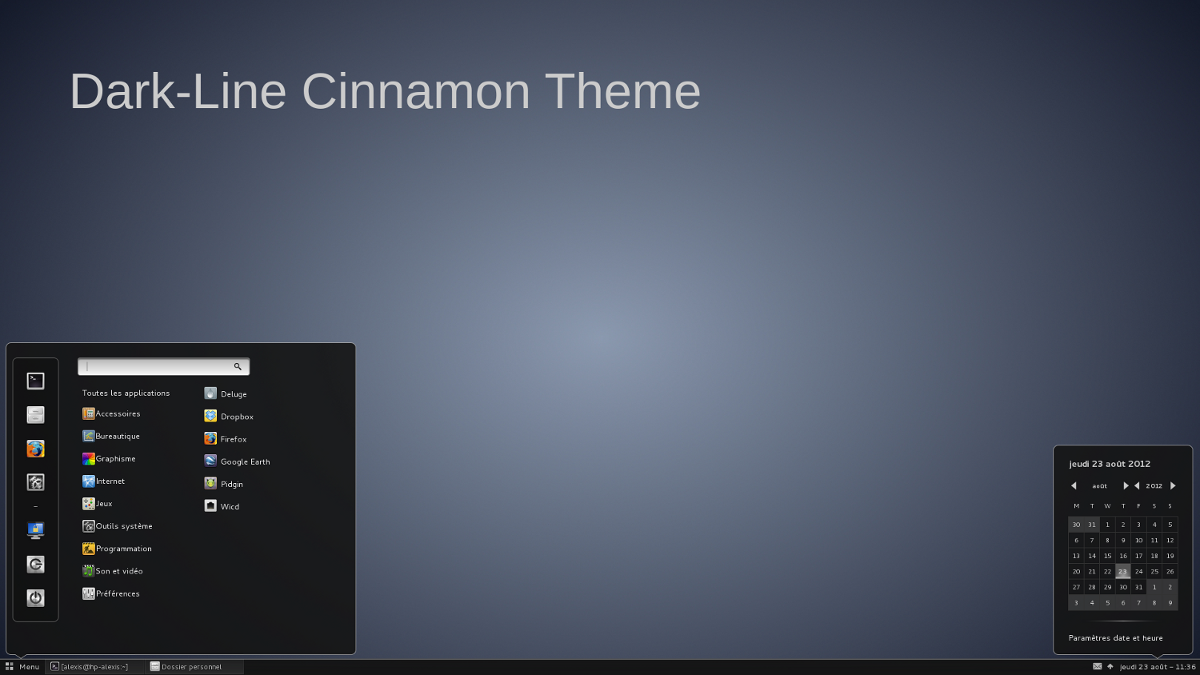 Dark-Line Cinnamon Theme
Toutes les applications
Accessoires
Bureautique
Graphisme
Internet
Jeux
Outils système
Programmation
Son et vidéo
Préférences
Deluge
Dropbox
Firefox
Google Earth
Pidgin
Wicd
jeudi 23 août 2012
août 2012
M T W T F S S
30 31 1 2 3 4 5
6 7 8 9 10 11 12
13 14 15 16 17 18 19
20 21 22 23 24 25 26
27 28 29 30 31 1 2
3 4 5 6 7 8 9
Paramètres date et heure
Menu [alexis@hp-alexis:~] Dossier personnel jeudi 23 août - 11:36